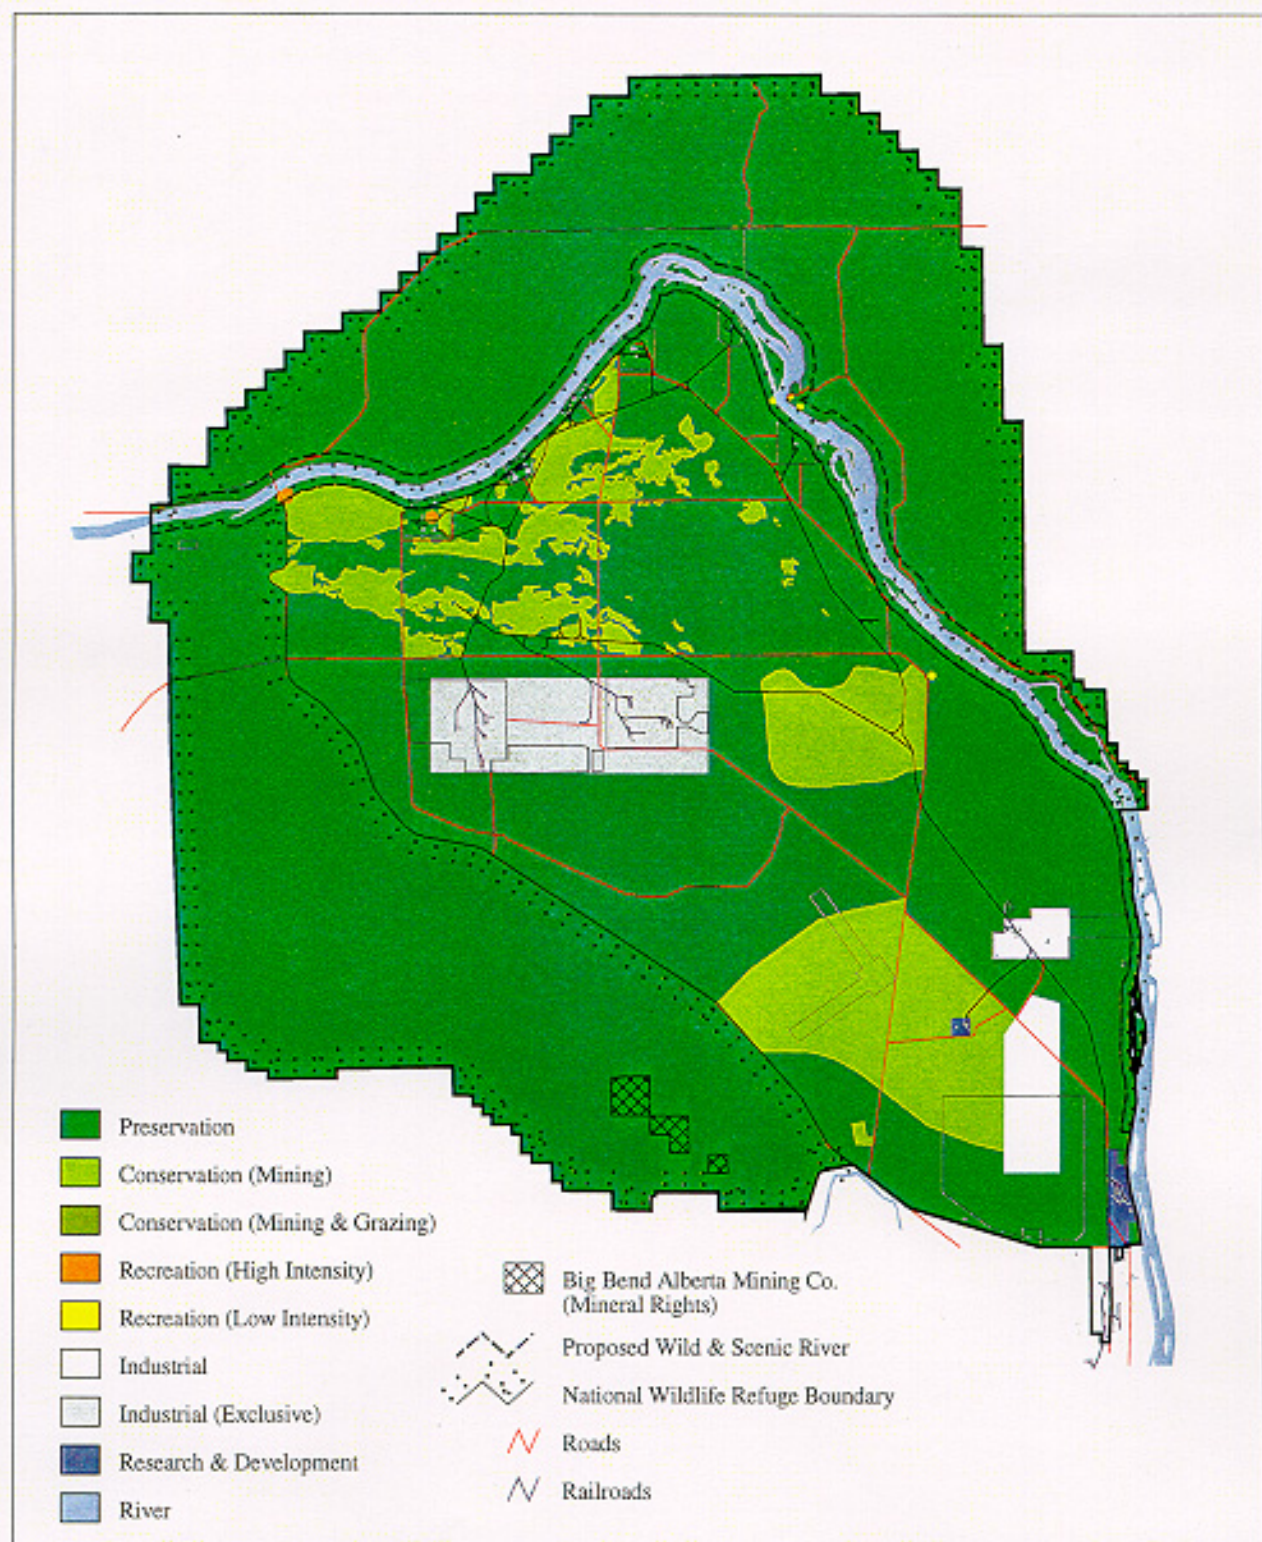 Preservation
Conservation (Mining)
Conservation (Mining & Grazing)
Recreation (High Intensity)
Recreation (Low Intensity)
Industrial
Industrial (Exclusive)
Research & Development
River
Big Bend Alberta Mining Co.
(Mineral Rights)
Proposed Wild & Scenic River
National Wildlife Refuge Boundary
Roads
Railroads